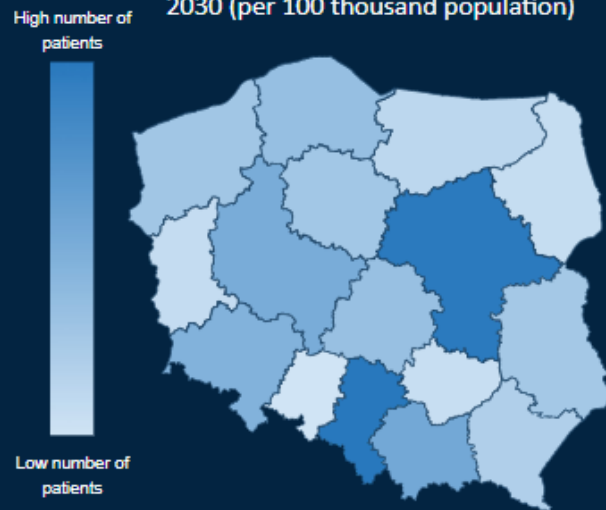 2030 (per 100 thousand population)
High number of
patients
Low number of
patients